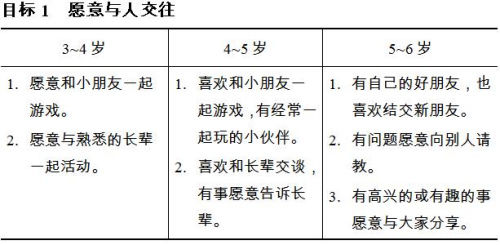 目标 1　愿意与人交往
3~4 岁
4~5 岁
5~6 岁
1. 愿意和小朋友一起
游戏。
2. 愿意与熟悉的长辈
一起活动。
1. 喜欢和小朋友一
起游戏，有经常一
起玩的小伙伴。
2. 喜欢和长辈交谈，
有事愿意告诉长
辈。
1. 有自己的好朋友，也
喜欢结交新朋友。
2. 有问题愿意向别人请
教。
3. 有高兴的或有趣的事
愿意与大家分享。